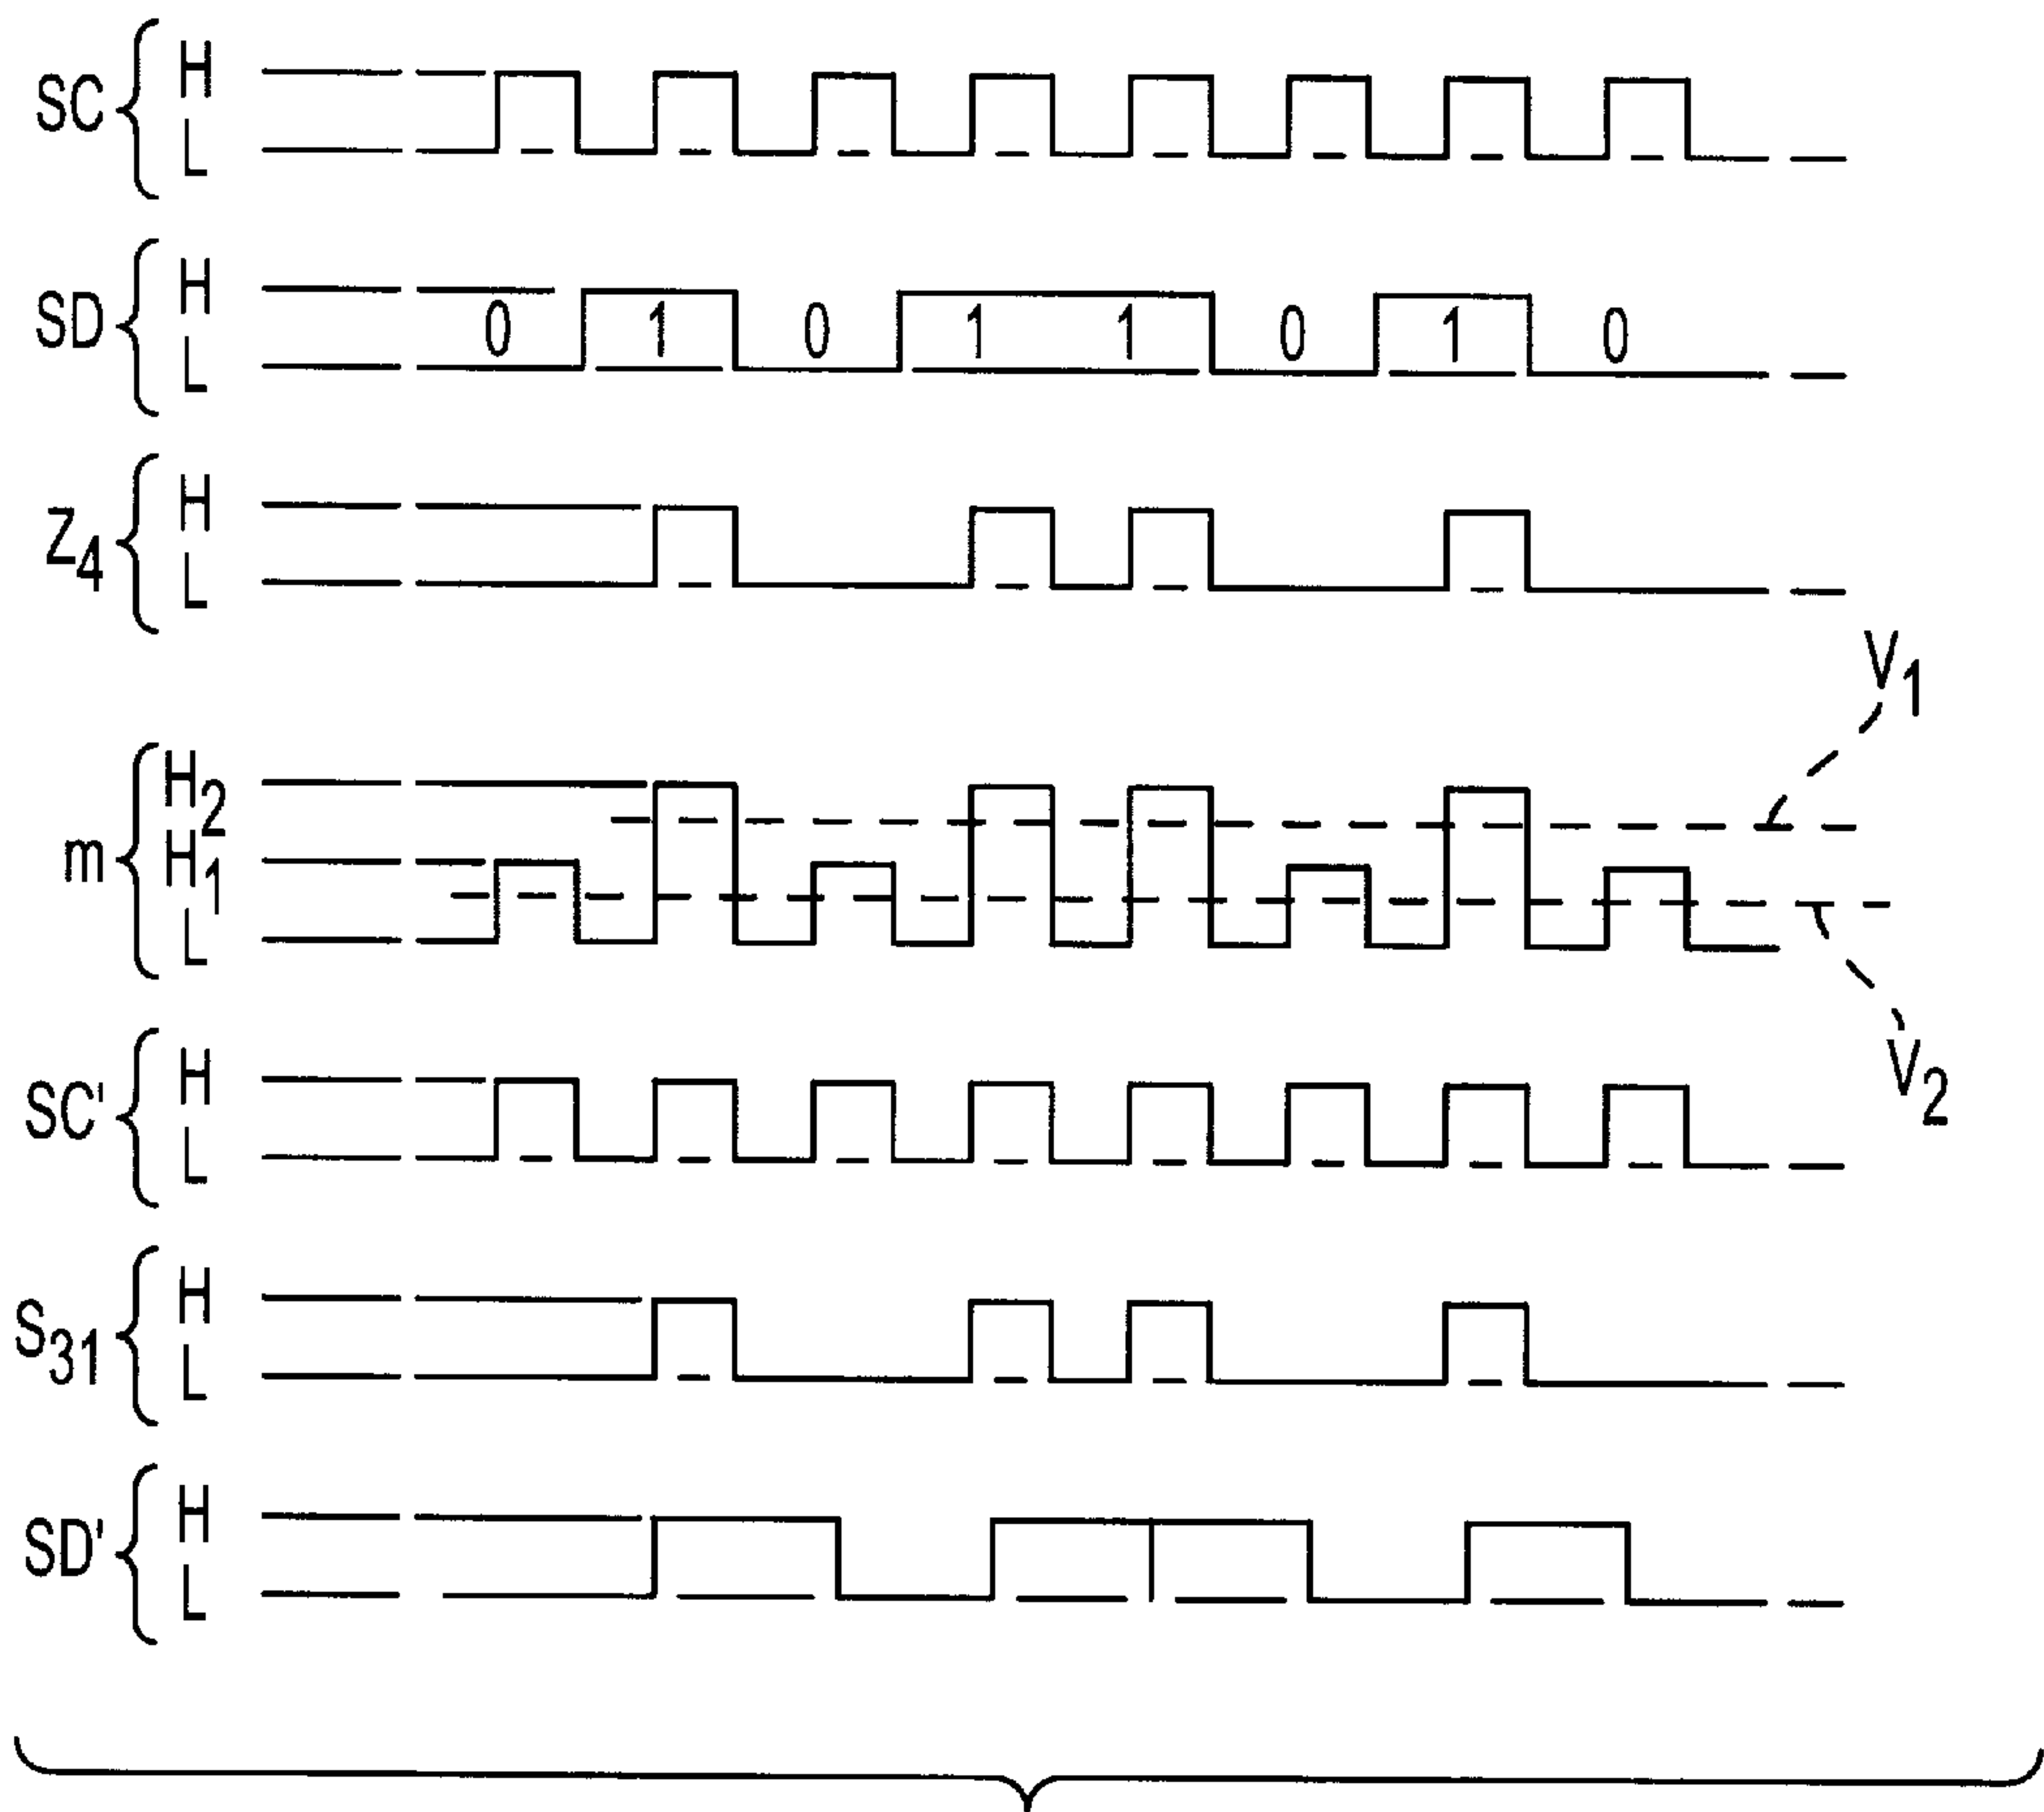 SC H
L
SD H
L
0 1 0 1 1 0 1 0
Z4 H
L
V1
m H2
H1
L
V2
SC' H
L
S31 H
L
SD' H
L